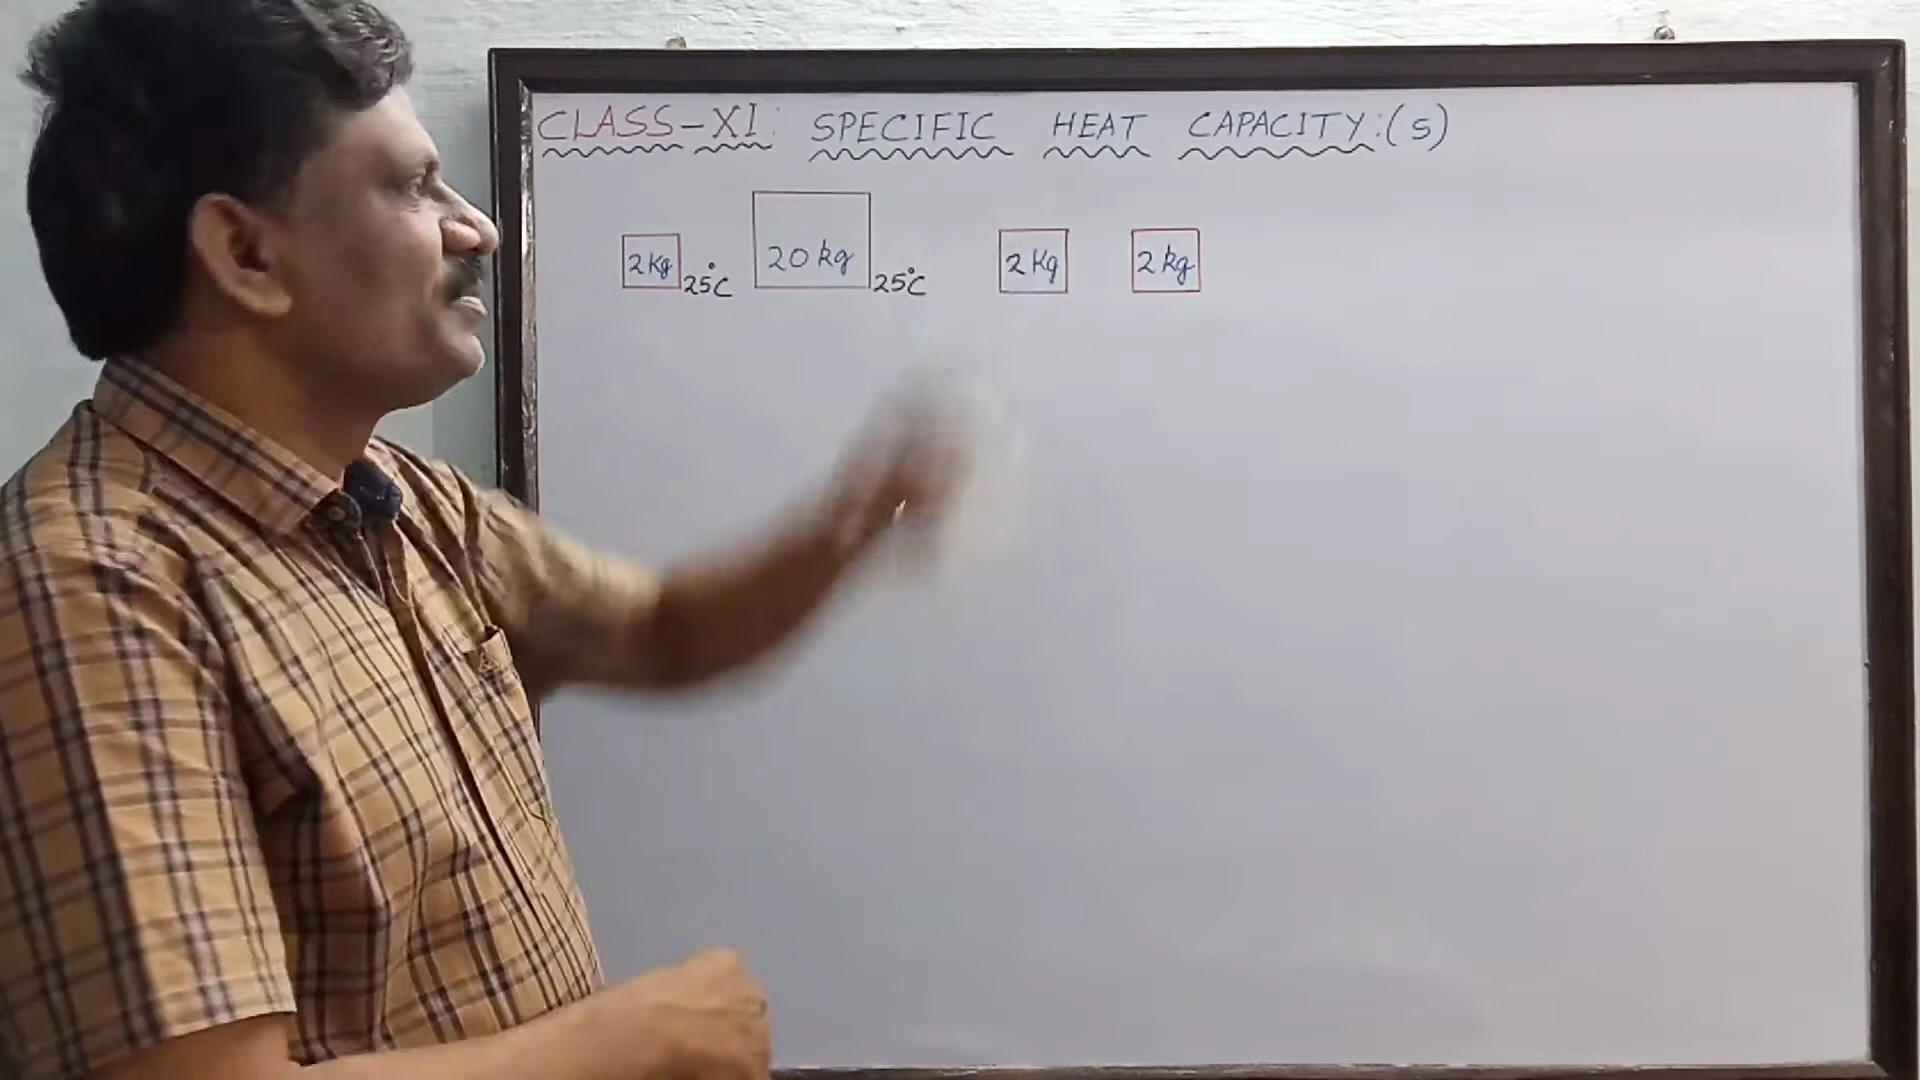 CLASS-XI: SPECIFIC HEAT CAPACITY:(s)
2 Kg 25°C 20 kg 25°C 2 Kg 2 kg